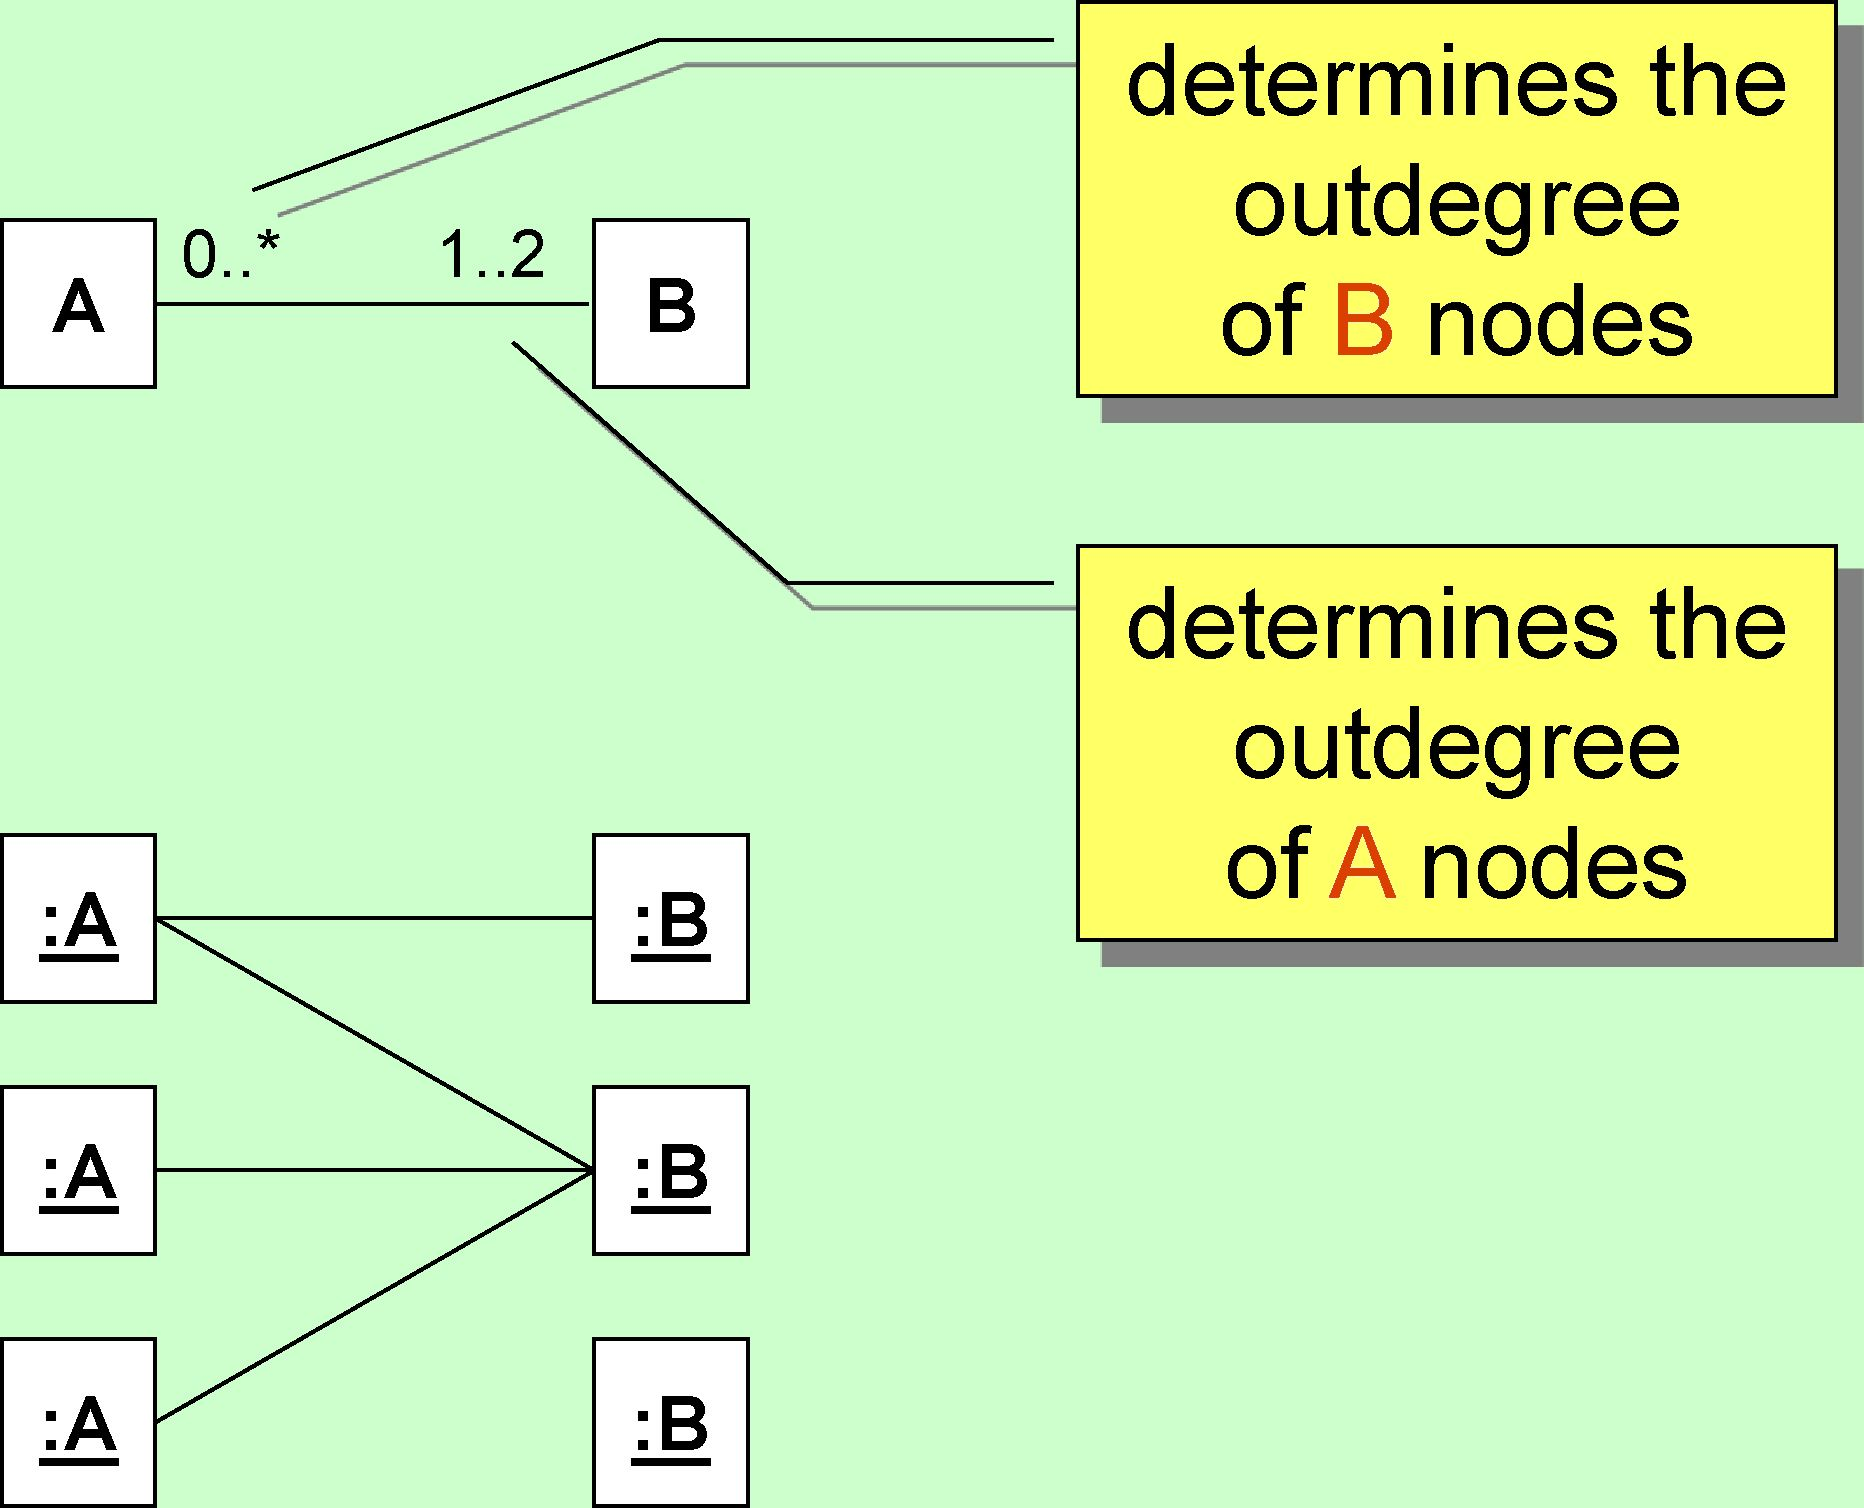 determines the
outdegree
of B nodes
0..* 1..2
A B
determines the
outdegree
of A nodes
:A :B
:A :B
:A :B